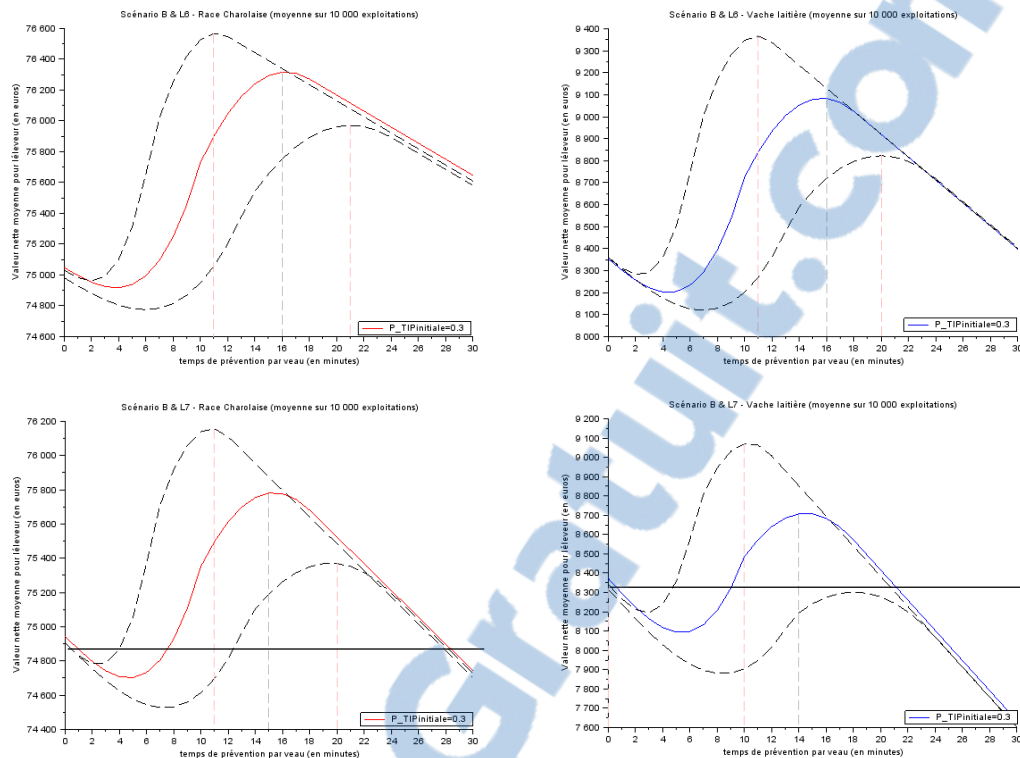 Scénario B & L6 - Race Charolaise (moyenne sur 10 000 exploitations)
Valeur nette moyenne pour léleveur (en euros)
76 600
76 400
76 200
76 000
75 800
75 600
75 400
75 200
75 000
74 800
74 600
P_TIPinitiale=0.3
0 2 4 6 8 10 12 14 16 18 20 22 24 26 28 30
temps de prévention par veau (en minutes)
Scénario B & L6 - Vache laitière (moyenne sur 10 000 exploitations)
Valeur nette moyenne pour léleveur (en euros)
9 400
9 300
9 200
9 100
9 000
8 900
8 800
8 700
8 600
8 500
8 400
8 300
8 200
8 100
8 000
P_TIPinitiale=0.3
0 2 4 6 8 10 12 14 16 18 20 22 24 26 28 30
temps de prévention par veau (en minutes)
Scénario B & L7 - Race Charolaise (moyenne sur 10 000 exploitations)
Valeur nette moyenne pour léleveur (en euros)
76 200
76 000
75 800
75 600
75 400
75 200
75 000
74 800
74 600
74 400
P_TIPinitiale=0.3
0 2 4 6 8 10 12 14 16 18 20 22 24 26 28 30
temps de prévention par veau (en minutes)
Scénario B & L7 - Vache laitière (moyenne sur 10 000 exploitations)
Valeur nette moyenne pour léleveur (en euros)
9 200
9 100
9 000
8 900
8 800
8 700
8 600
8 500
8 400
8 300
8 200
8 100
8 000
7 900
7 800
7 700
7 600
P_TIPinitiale=0.3
0 2 4 6 8 10 12 14 16 18 20 22 24 26 28 30
temps de prévention par veau (en minutes)
Gratuit.com